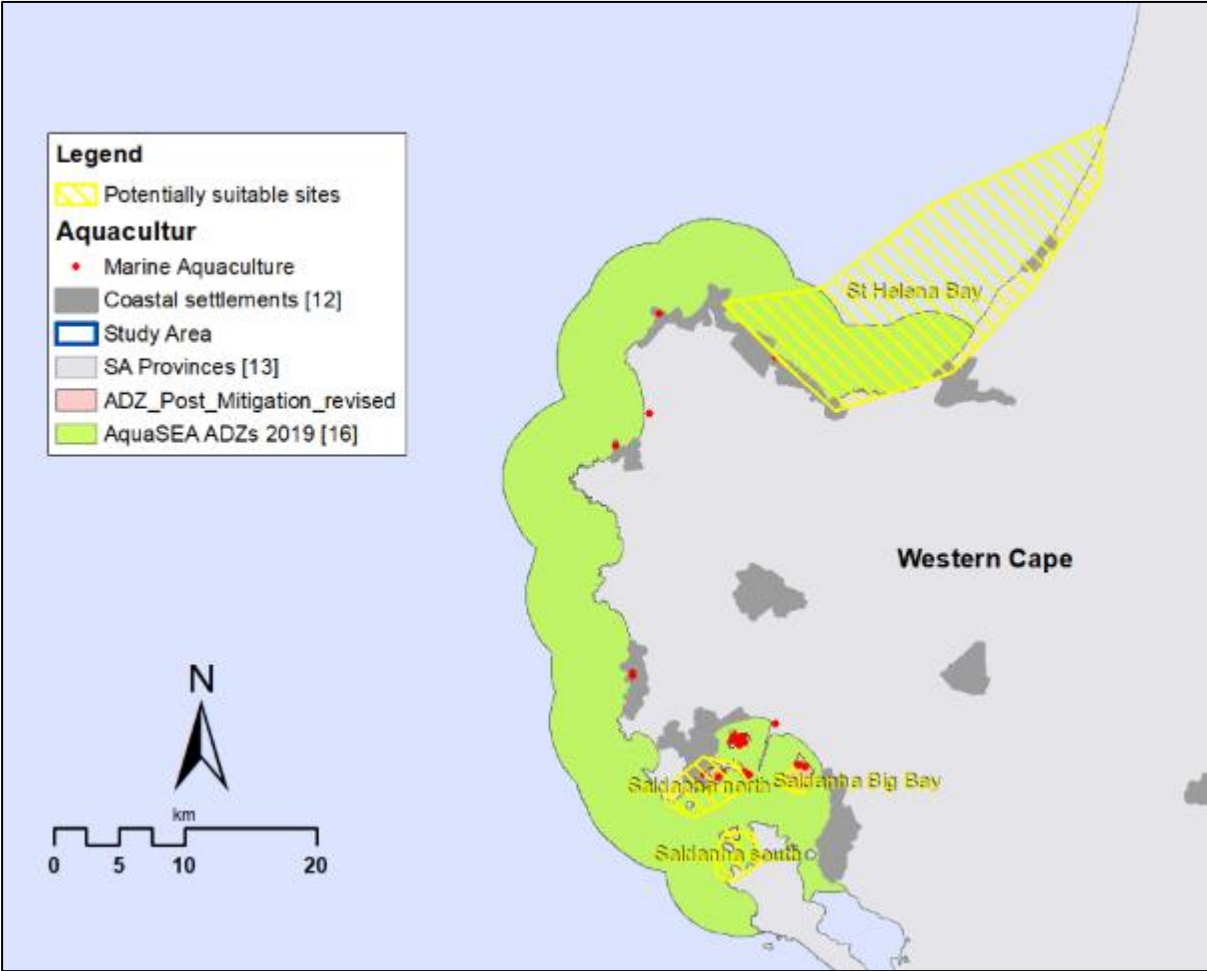 Legend
Potentially suitable sites
Aquacultur
Marine Aquaculture
Coastal settlements [12]
Study Area
SA Provinces [13]
ADZ_Post_Mitigation_revised
AquaSEA ADZs 2019 [16]
St Helena Bay
Western Cape
N
km
0 5 10 20
Saldanha north
Saldanha Big Bay
Saldanha south